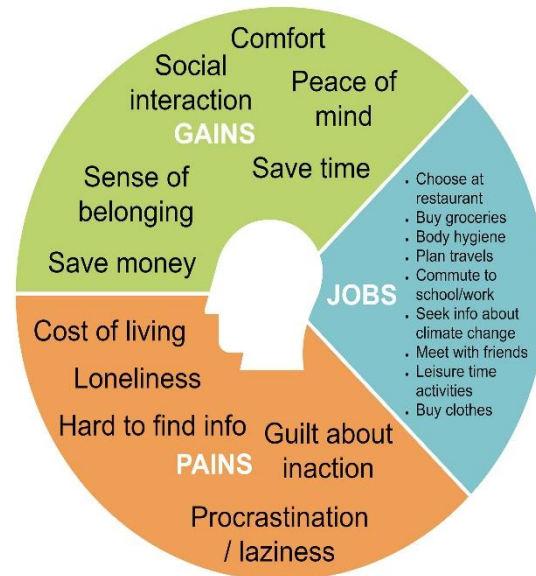 Comfort
Social
interaction
Peace of
mind
GAINS
Save time
Sense of
belonging
Save money
• Choose at
restaurant
• Buy groceries
• Body hygiene
• Plan travels
• Commute to
school/work
• Seek info about
climate change
• Meet with friends
• Leisure time
activities
• Buy clothes
JOBS
Cost of living
Loneliness
Hard to find info
Guilt about
inaction
PAINS
Procrastination
/ laziness